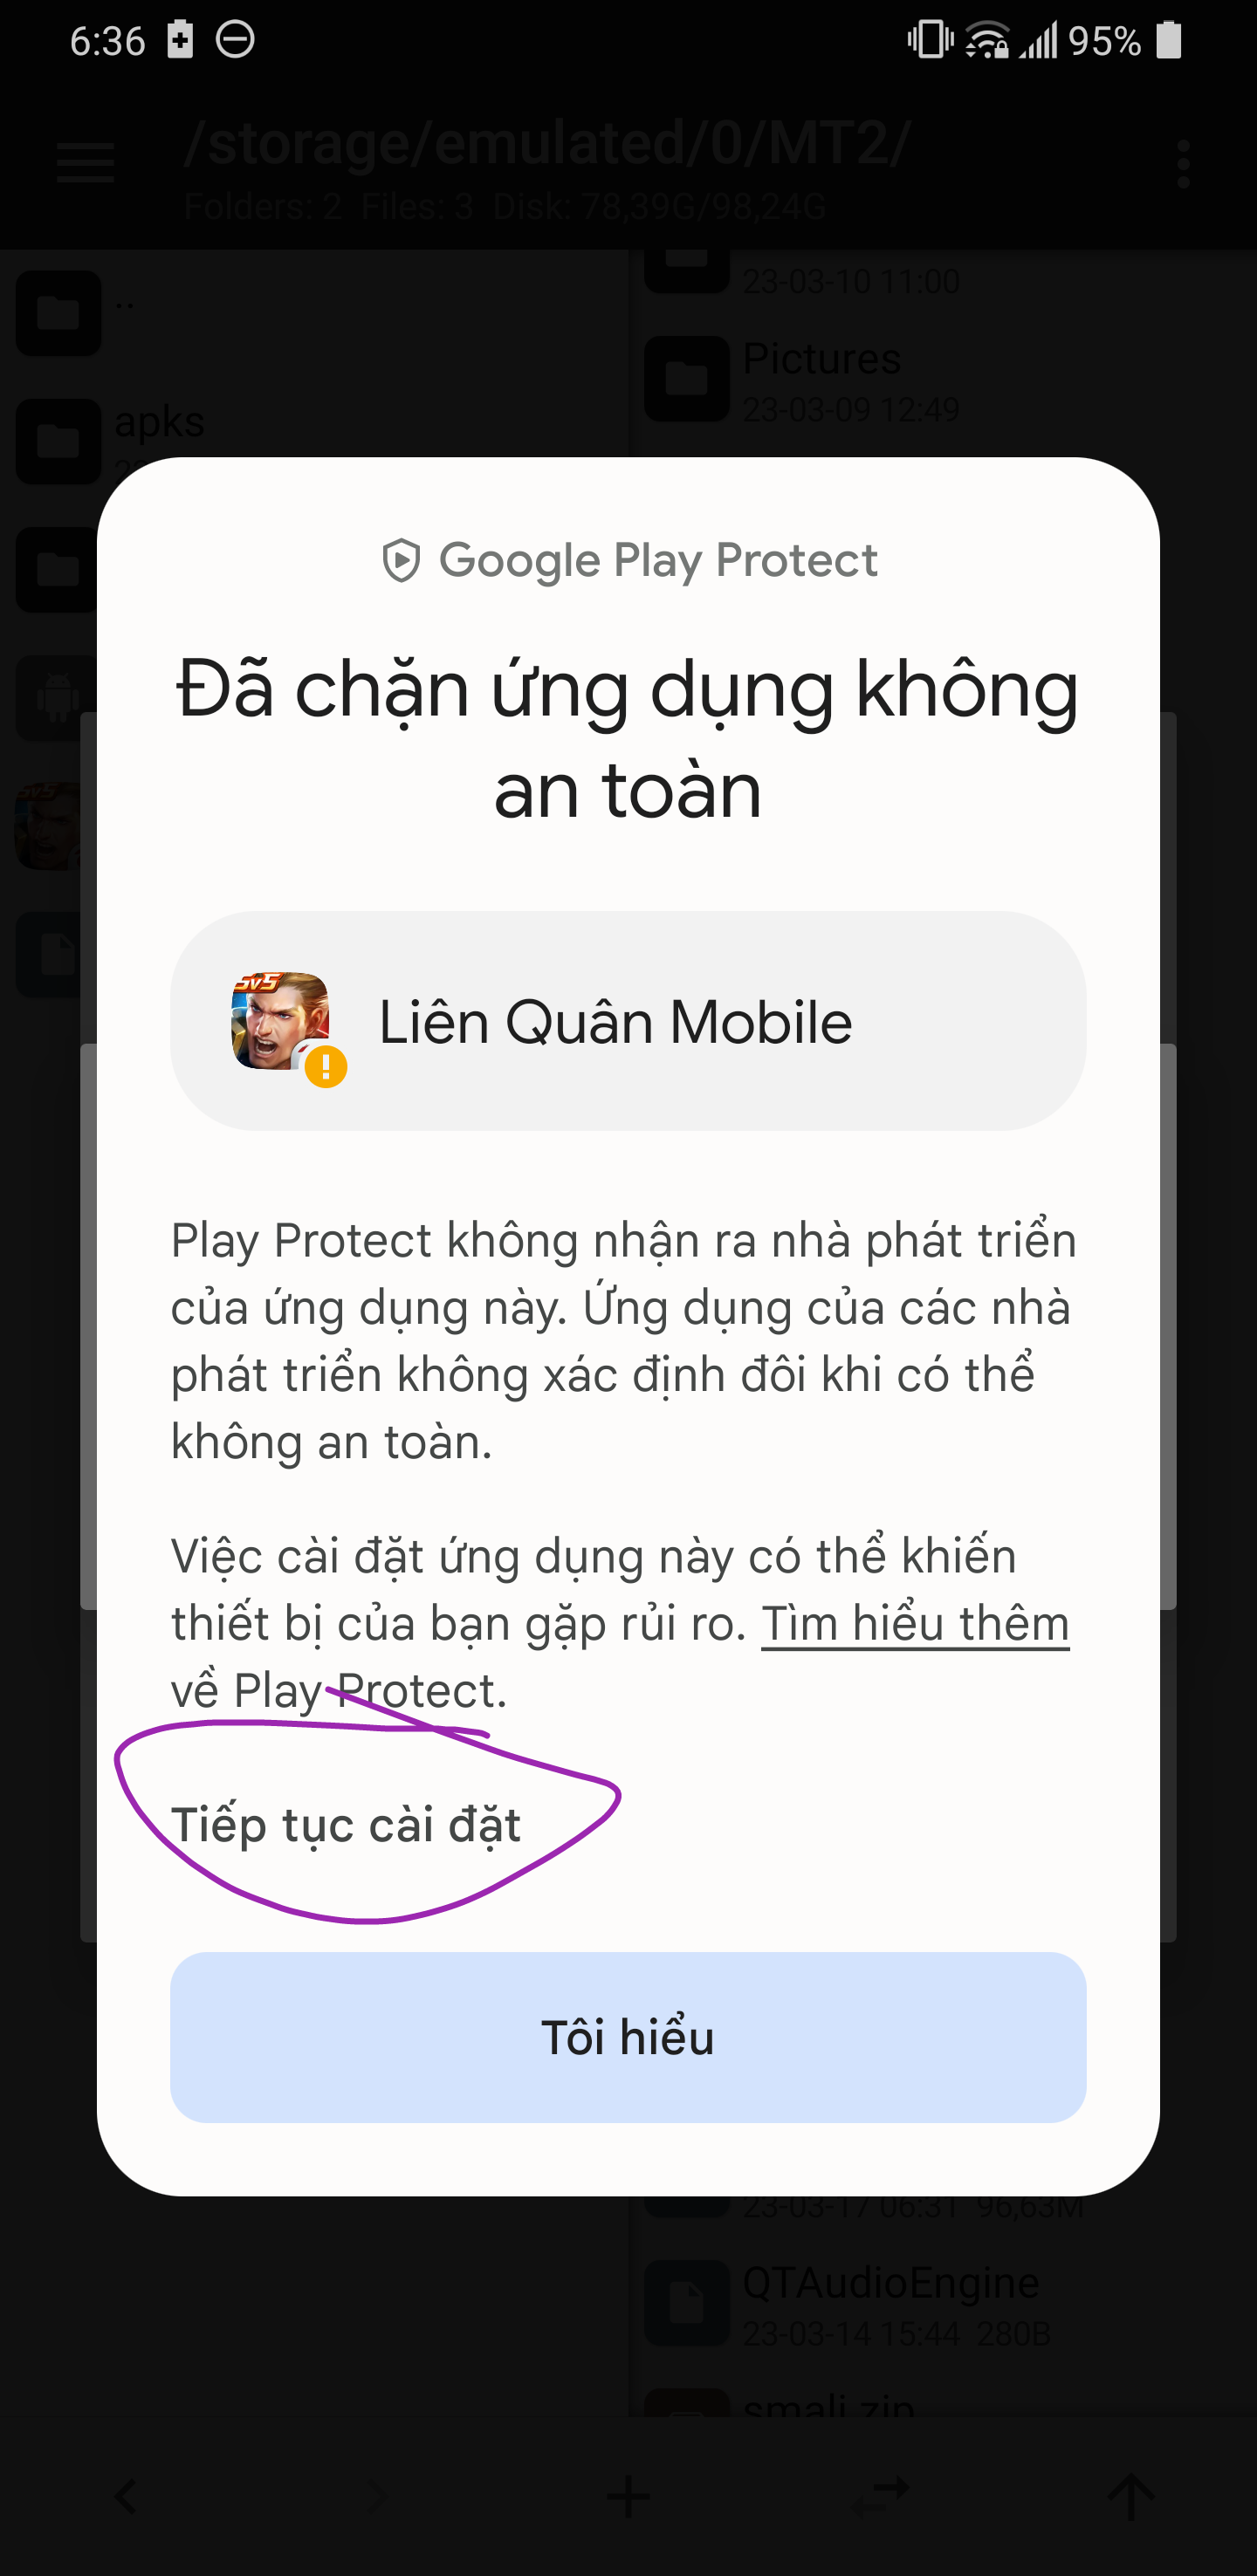 6:36 95%
/storage/emulated/0/MT2/
Folders: 2 Files: 3 Disk: 78,39G/98,24G
..
23-03-10 11:00
Pictures
23-03-09 12:49
apks
Google Play Protect
Đã chặn ứng dụng không
an toàn
5v5
Liên Quân Mobile
Play Protect không nhận ra nhà phát triển
của ứng dụng này. Ứng dụng của các nhà
phát triển không xác định đôi khi có thể
không an toàn.
Việc cài đặt ứng dụng này có thể khiến
thiết bị của bạn gặp rủi ro. Tìm hiểu thêm
về Play Protect.
Tiếp tục cài đặt
Tôi hiểu
23-03-17 06:31 96,63M
QTAudioEngine
23-03-14 15:44 280B
smali.zip